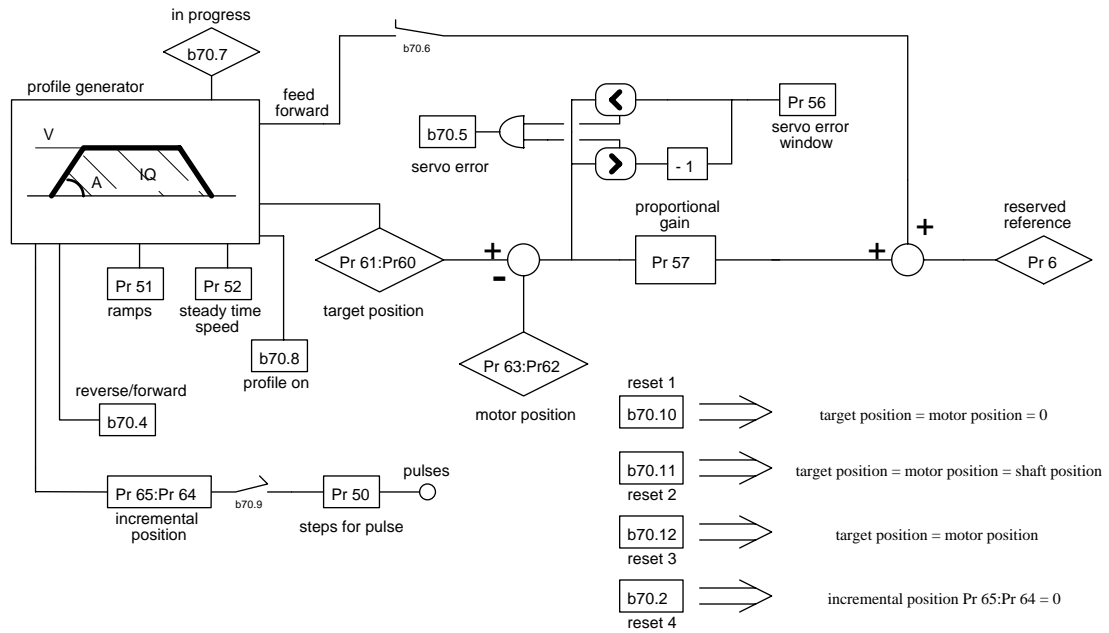 in progress
b70.7
b70.6
profile generator
feed
forward
V
A
IQ
<
Pr 56
servo error
window
b70.5
servo error
>
- 1
proportional
gain
reserved
reference
Pr 51
ramps
Pr 52
steady time
speed
Pr 61:Pr60
target position
+
-
Pr 57
+
+
Pr 6
b70.8
profile on
Pr 63:Pr62
motor position
reverse/forward
b70.4
reset 1
b70.10
target position = motor position = 0
b70.11
reset 2
target position = motor position = shaft position
pulses
Pr 65:Pr 64
incremental
position
b70.9
Pr 50
steps for pulse
b70.12
reset 3
target position = motor position
b70.2
reset 4
incremental position Pr 65:Pr 64 = 0